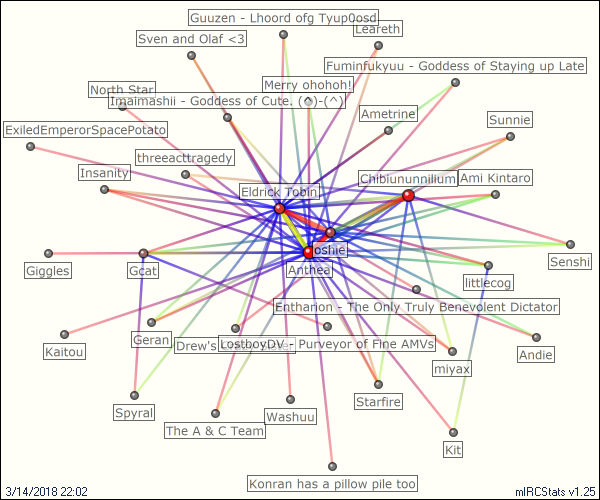 Guuzen - Lhoord ofg Tyup0osd
Leareth
Sven and Olaf <3
Fuminfukyuu - Goddess of Staying up Late
Merry ohohoh!
North Star
Imaimashii - Goddess of Cute.
Ametrine
Sunnie
ExiledEmperorSpacePotato
threeacttragedy
Insanity
Eldrick Tobin
Chibiununnilium
Ami Kintaro
oshie
Giggles
Gcat
Anthea
Senshi
littlecog
Entharion - The Only Truly Benevolent Dictator
Geran
Drew's
LostboyDV - Purveyor of Fine AMVs
Kaitou
Andie
miyax
Spyral
Washuu
Starfire
The A & C Team
Kit
Konran has a pillow pile too
3/14/2018 22:02
mIRCStats v1.25